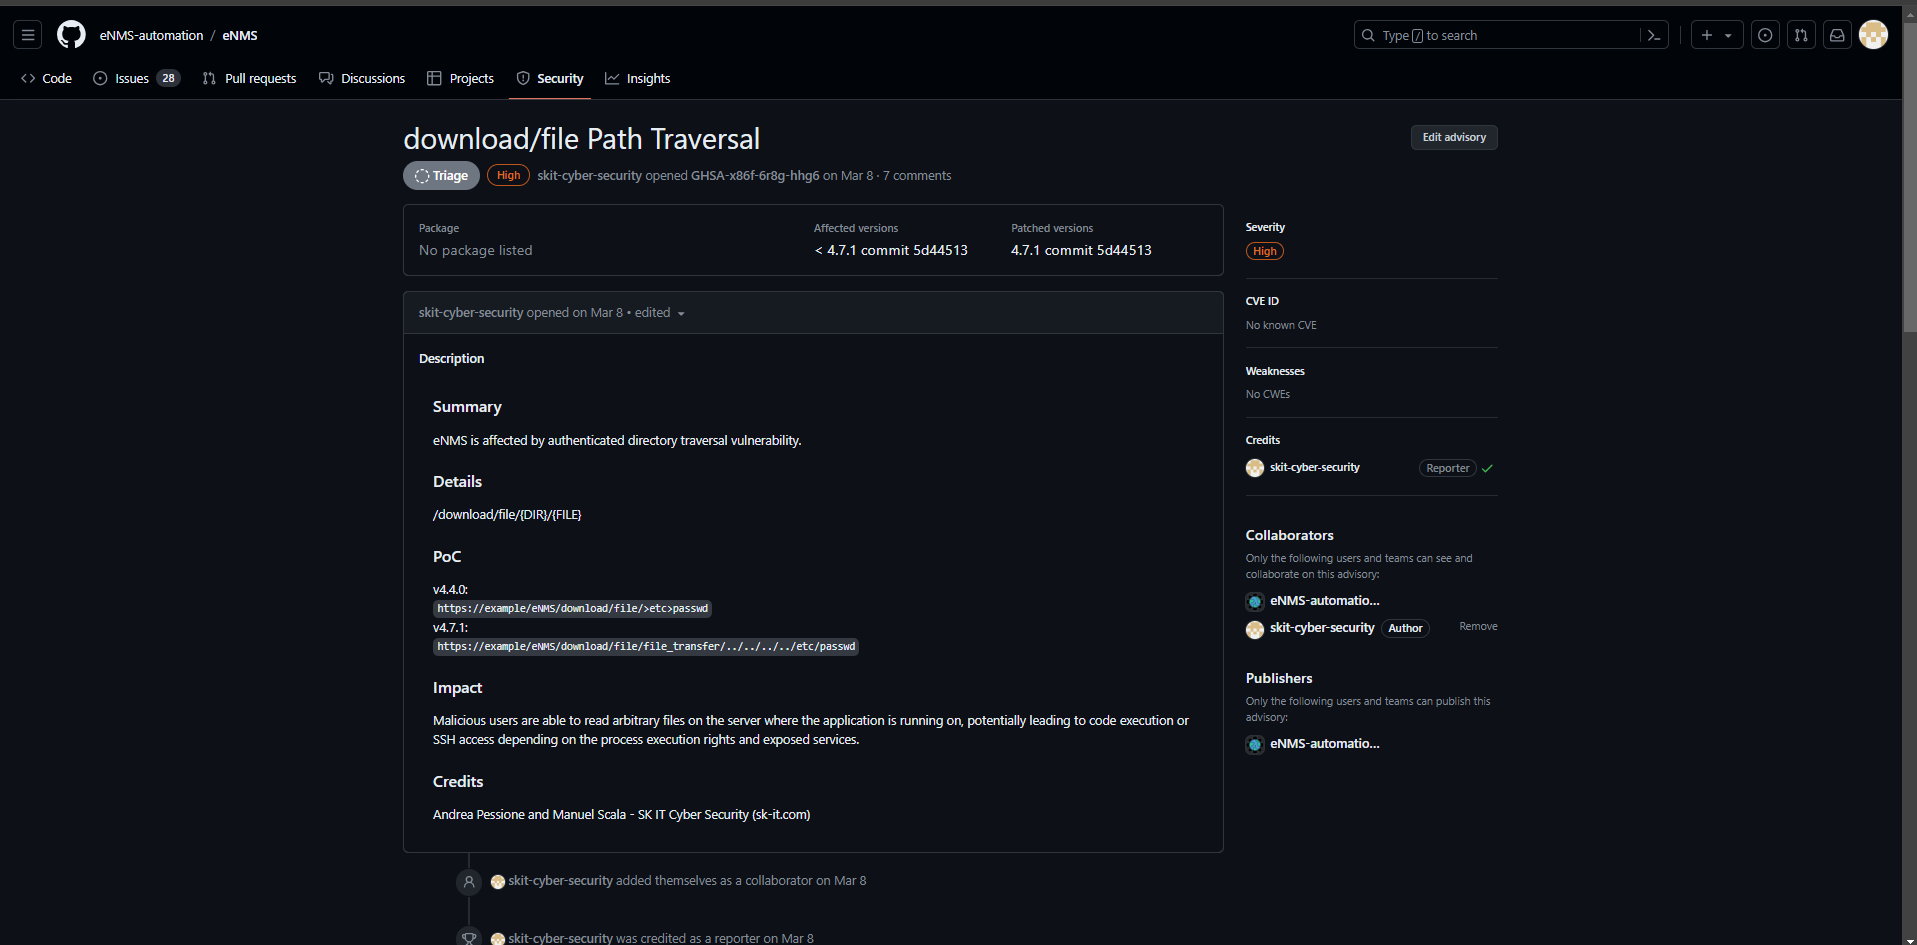 eNMS-automation / eNMS
Type / to search
Code
Issues 28
Pull requests
Discussions
Projects
Security
Insights
download/file Path Traversal
Edit advisory
Triage High skit-cyber-security opened GHSA-x86f-6r8g-hhg6 on Mar 8 · 7 comments
Package
No package listed
Affected versions
< 4.7.1 commit 5d44513
Patched versions
4.7.1 commit 5d44513
skit-cyber-security opened on Mar 8 • edited
Description
Summary
eNMS is affected by authenticated directory traversal vulnerability.
Details
/download/file/{DIR}/{FILE}
PoC
v4.4.0:
https://example/eNMS/download/file/>etc>passwd
v4.7.1:
https://example/eNMS/download/file/file_transfer/../../../../etc/passwd
Impact
Malicious users are able to read arbitrary files on the server where the application is running on, potentially leading to code execution or
SSH access depending on the process execution rights and exposed services.
Credits
Andrea Pessione and Manuel Scala - SK IT Cyber Security (sk-it.com)
skit-cyber-security added themselves as a collaborator on Mar 8
skit-cyber-security was credited as a reporter on Mar 8
Severity
High
CVE ID
No known CVE
Weaknesses
No CWEs
Credits
skit-cyber-security Reporter
Collaborators
Only the following users and teams can see and
collaborate on this advisory:
eNMS-automatio...
skit-cyber-security Author Remove
Publishers
Only the following users and teams can publish this
advisory:
eNMS-automatio...